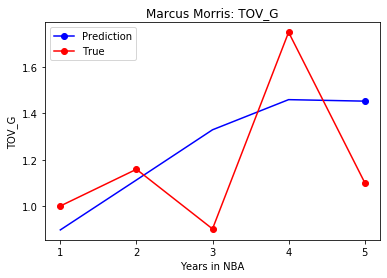 Marcus Morris: TOV_G
Prediction
True
1.6
1.4
1.2
1.0
TOV_G
1
2
3
4
5
Years in NBA